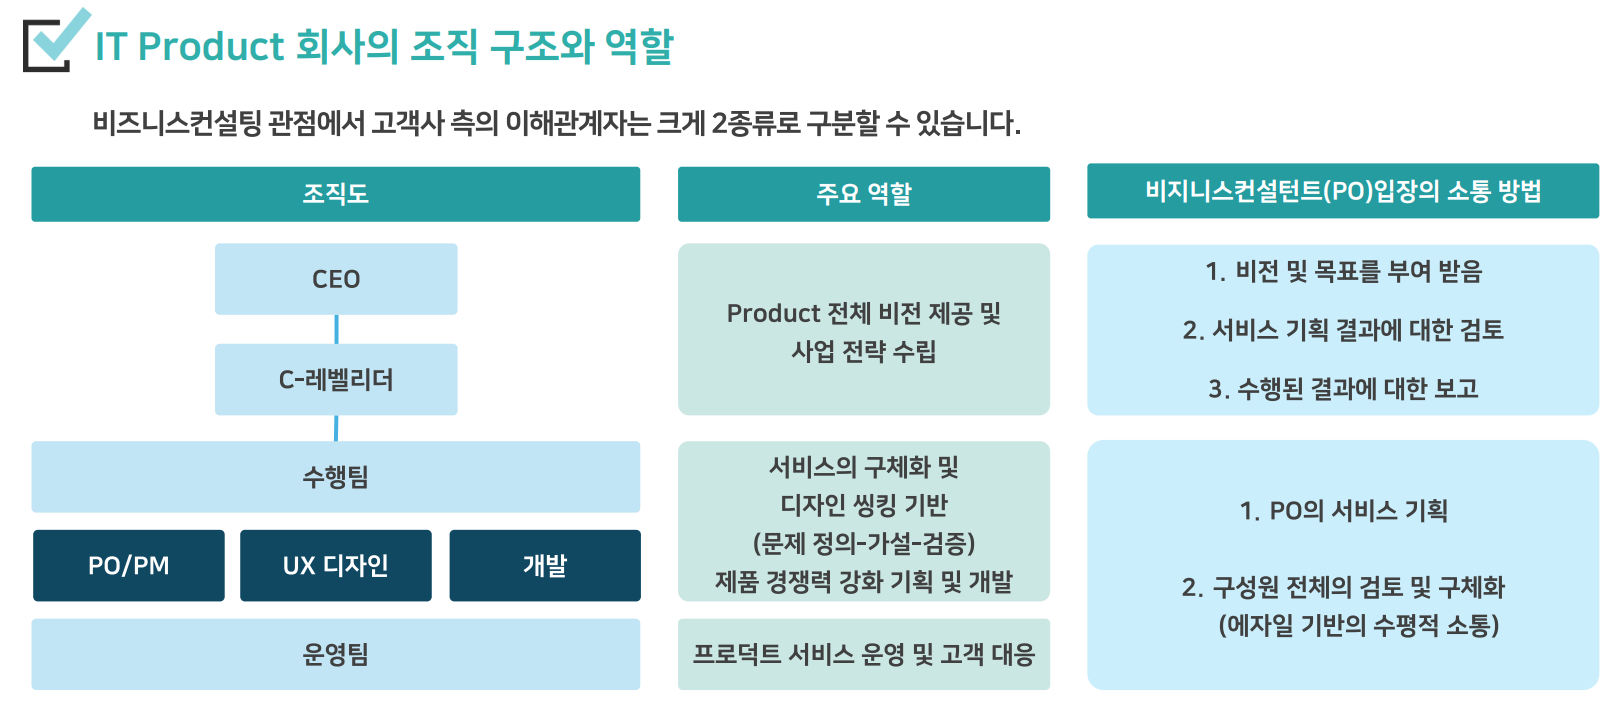 IT Product 회사의 조직 구조와 역할
비즈니스컨설팅 관점에서 고객사 측의 이해관계자는 크게 2종류로 구분할 수 있습니다.
조직도
CEO
C-레벨리더
수행팀
PO/PM
UX 디자인
개발
운영팀
주요 역할
Product 전체 비전 제공 및
사업 전략 수립
서비스의 구체화 및
디자인 씽킹 기반
(문제 정의-가설-검증)
제품 경쟁력 강화 기획 및 개발
프로덕트 서비스 운영 및 고객 대응
비지니스컨설턴트(PO)입장의 소통 방법
1. 비전 및 목표를 부여 받음
2. 서비스 기획 결과에 대한 검토
3. 수행된 결과에 대한 보고
1. PO의 서비스 기획
2. 구성원 전체의 검토 및 구체화
(에자일 기반의 수평적 소통)